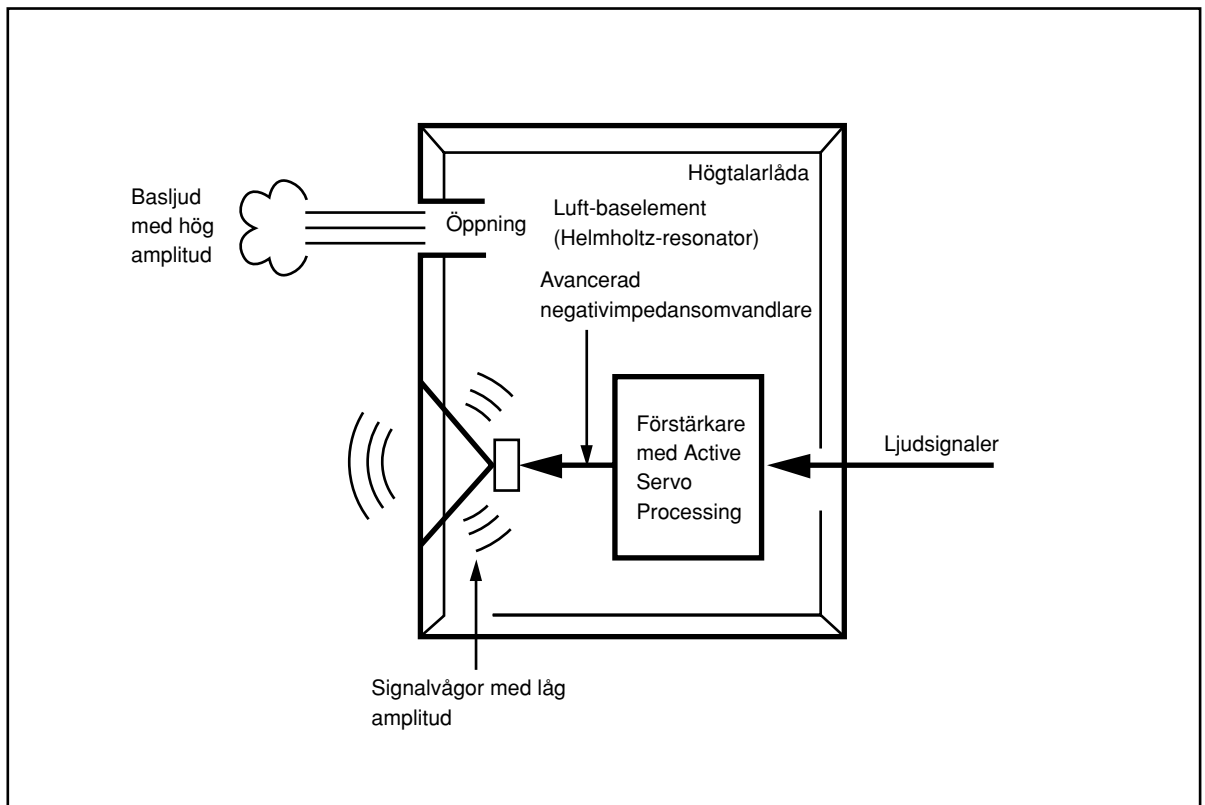 Högtalarlåda
Basljud
med hög
amplitud
Öppning
Luft-baselement
(Helmholtz-resonator)
Avancerad
negativimpedansomvandlare
Förstärkare
med Active
Servo
Processing
Ljudsignaler
Signalvågor med låg
amplitud